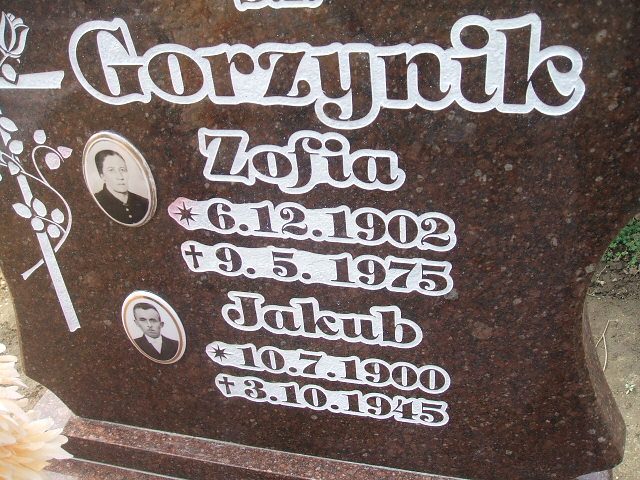 Gorzynik
Zofia
* 6.12.1902
✝ 9. 5. 1975
Jakub
* 10.7.1900
✝ 3.10.1945